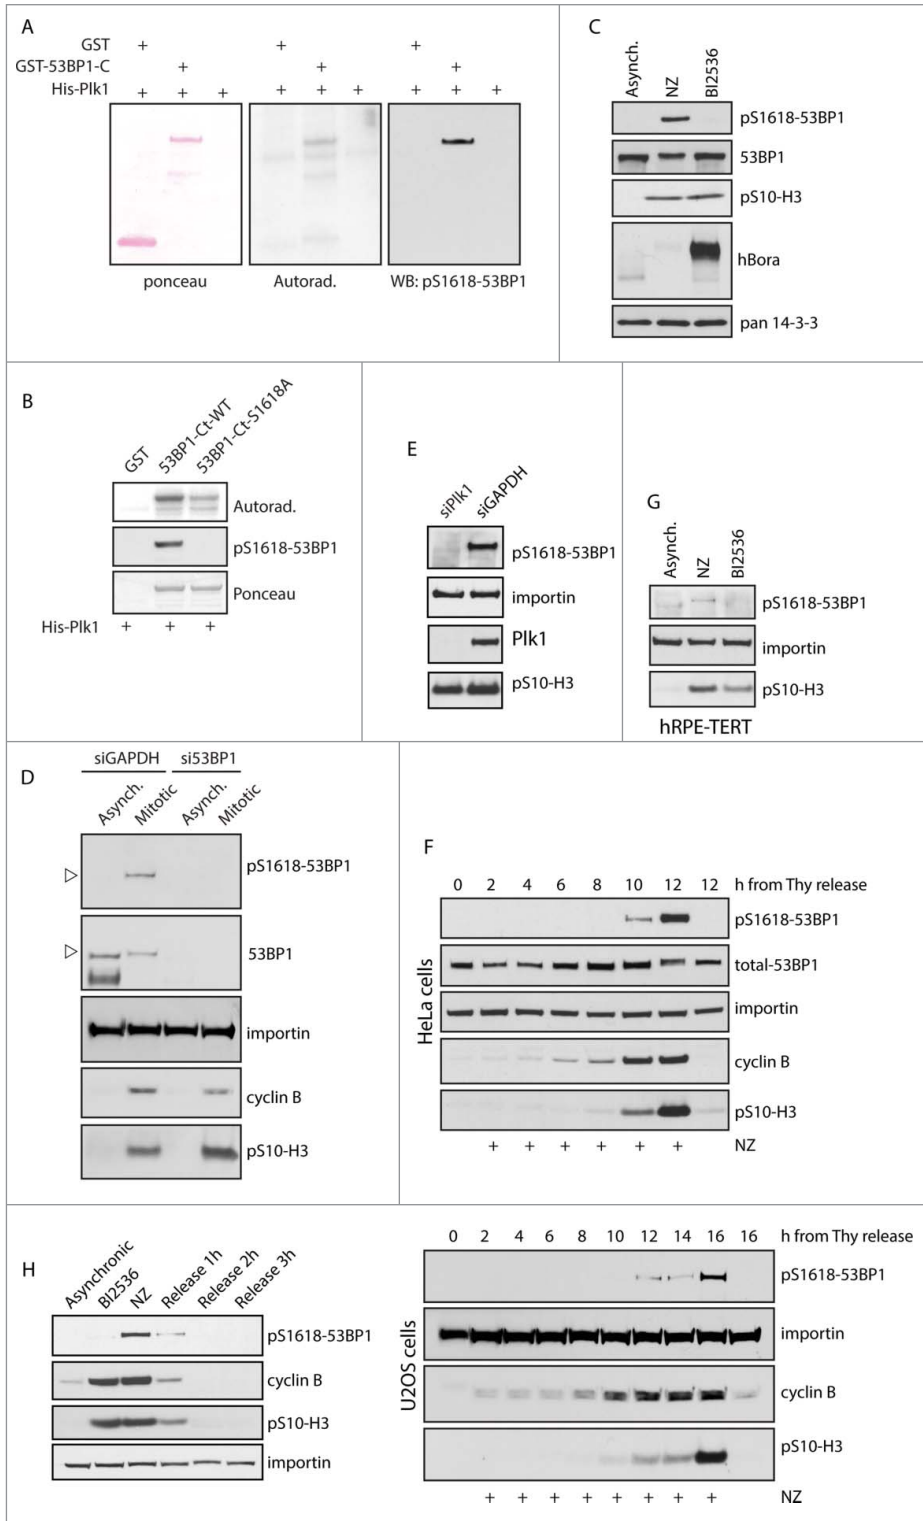 A
GST + + +
GST-53BP1-C + + +
His-Plk1 + + + + + + + + +
ponceau Autorad. WB: pS1618-53BP1
C
Asynch. NZ BI2536
pS1618-53BP1
53BP1
pS10-H3
hBora
pan 14-3-3
B
GST 53BP1-Ct-WT 53BP1-Ct-S1618A
Autorad.
pS1618-53BP1
Ponceau
His-Plk1 + + +
E
siPlk1 siGAPDH
pS1618-53BP1
importin
Plk1
pS10-H3
G
Asynch. NZ BI2536
pS1618-53BP1
importin
pS10-H3
hRPE-TERT
D
siGAPDH si53BP1
Asynch. Mitotic Asynch. Mitotic
pS1618-53BP1
53BP1
importin
cyclin B
pS10-H3
F
0 2 4 6 8 10 12 12 h from Thy release
HeLa cells
pS1618-53BP1
total-53BP1
importin
cyclin B
pS10-H3
+ + + + + + NZ
H
Asynchronic BI2536 NZ Release 1h Release 2h Release 3h
pS1618-53BP1
cyclin B
pS10-H3
importin
0 2 4 6 8 10 12 14 16 16 h from Thy release
U2OS cells
pS1618-53BP1
importin
cyclin B
pS10-H3
+ + + + + + + + NZ